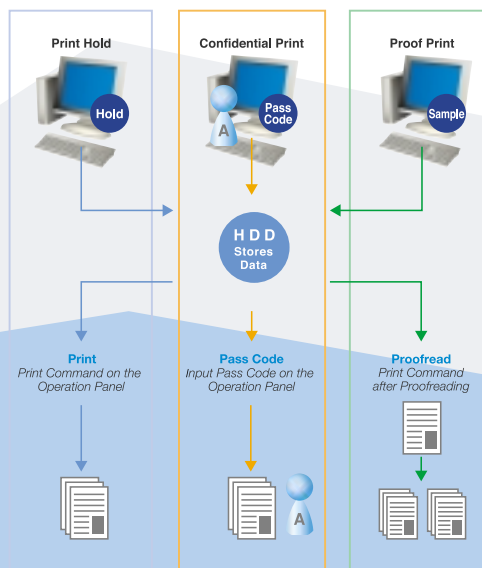 Print Hold
Confidential Print
Proof Print
Hold
Pass
Code
Sample
A
HDD
Stores
Data
Print
Print Command on the
Operation Panel
Pass Code
Input Pass Code on the
Operation Panel
Proofread
Print Command
after Proofreading
A